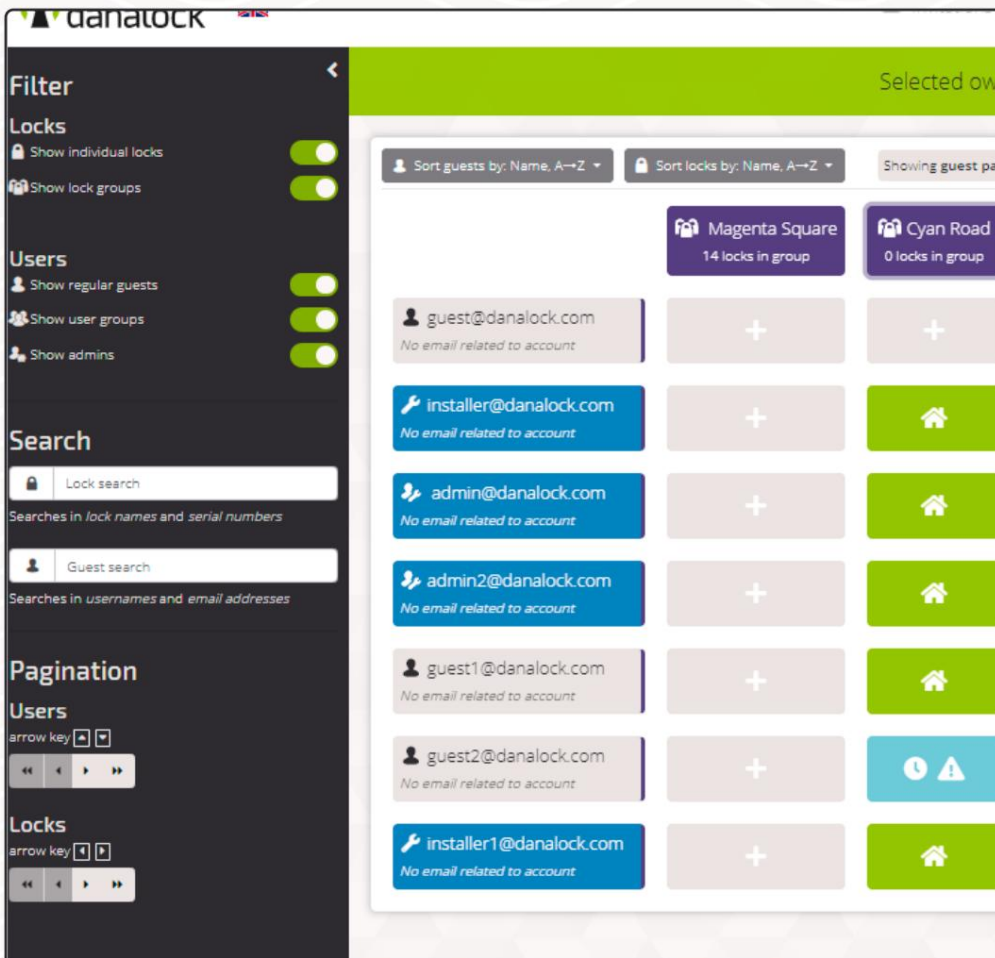 danalock
Selected
Filter
Locks
Show individual locks
Show lock groups
Users
Show regular guests
Show user groups
Show admins
Search
Lock search
Searches in lock names and serial numbers
Guest search
Searches in usernames and email addresses
Pagination
Users
arrow key
Locks
arrow key
Sort guests by: Name, A→Z
Sort locks by: Name, A→Z
Showing guest
Magenta Square
14 locks in group
Cyan Road
0 locks in group
guest@danalock.com
No email related to account
installer@danalock.com
No email related to account
admin@danalock.com
No email related to account
admin2@danalock.com
No email related to account
guest1@danalock.com
No email related to account
guest2@danalock.com
No email related to account
installer1@danalock.com
No email related to account